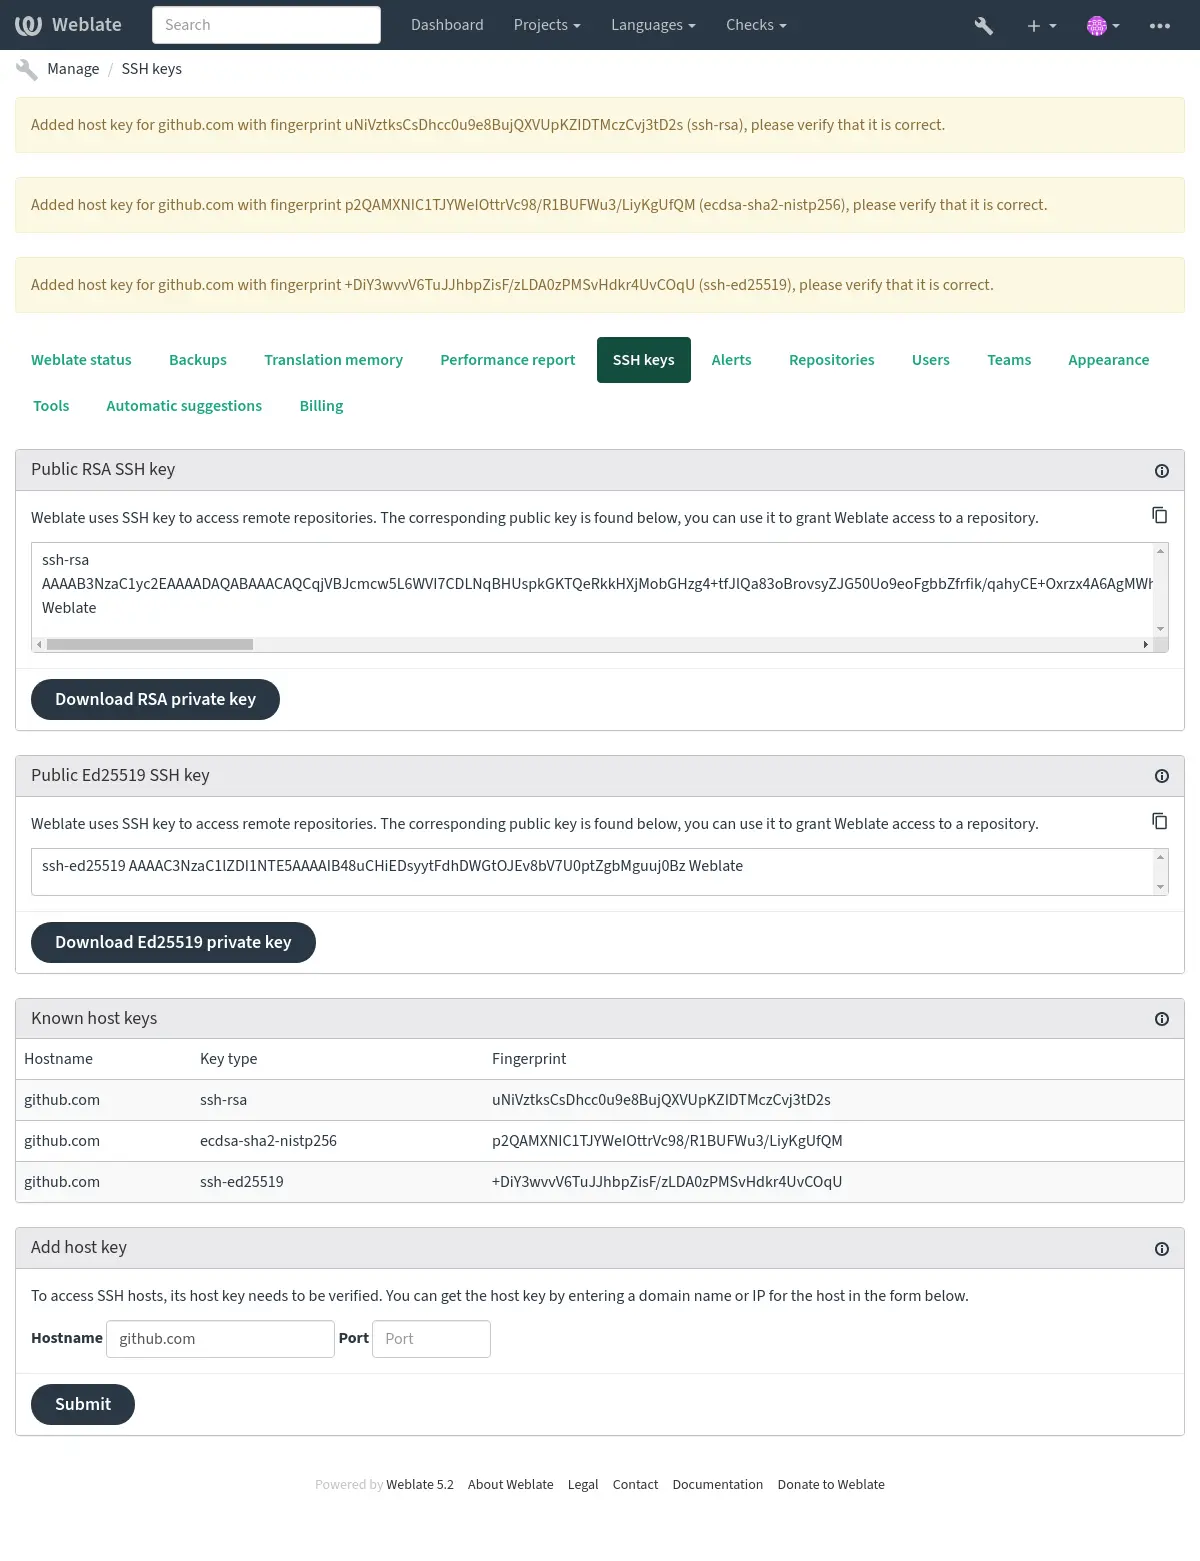 Weblate Search Dashboard Projects Languages Checks
Manage / SSH keys
Added host key for github.com with fingerprint uNiVztksCsDhcc0u9e8BujQXVUpKZIDTMczCvj3tD2s (ssh-rsa), please verify that it is correct.
Added host key for github.com with fingerprint p2QAMXNIC1TJYWeIOttrVc98/R1BUFWu3/LiyKgUfQM (ecdsa-sha2-nistp256), please verify that it is correct.
Added host key for github.com with fingerprint +DiY3wvvV6TuJJhbpZisF/zLDA0zPMSvHdkr4UvCOqU (ssh-ed25519), please verify that it is correct.
Weblate status Backups Translation memory Performance report SSH keys Alerts Repositories Users Teams Appearance
Tools Automatic suggestions Billing
Public RSA SSH key
Weblate uses SSH key to access remote repositories. The corresponding public key is found below, you can use it to grant Weblate access to a repository.
ssh-rsa
AAAAB3NzaC1yc2EAAAADAQABAAACAQCqjVBJcmcw5L6WVI7CDLNqBHUspkGKTQeRkkHXjMobGHzg4+tfJlQa83oBrovsyZJG50Uo9eoFgbbZfrfik/qahyCE+Oxrzx4A6AgMWh
Weblate
Download RSA private key
Public Ed25519 SSH key
Weblate uses SSH key to access remote repositories. The corresponding public key is found below, you can use it to grant Weblate access to a repository.
ssh-ed25519 AAAAC3NzaC1lZDI1NTE5AAAAIB48uCHiEDsyytFdhDWGtOJEv8bV7U0ptZgbMguuj0Bz Weblate
Download Ed25519 private key
Known host keys
Hostname Key type Fingerprint
github.com ssh-rsa uNiVztksCsDhcc0u9e8BujQXVUpKZIDTMczCvj3tD2s
github.com ecdsa-sha2-nistp256 p2QAMXNIC1TJYWeIOttrVc98/R1BUFWu3/LiyKgUfQM
github.com ssh-ed25519 +DiY3wvvV6TuJJhbpZisF/zLDA0zPMSvHdkr4UvCOqU
Add host key
To access SSH hosts, its host key needs to be verified. You can get the host key by entering a domain name or IP for the host in the form below.
Hostname github.com Port Port
Submit
Powered by Weblate 5.2 About Weblate Legal Contact Documentation Donate to Weblate